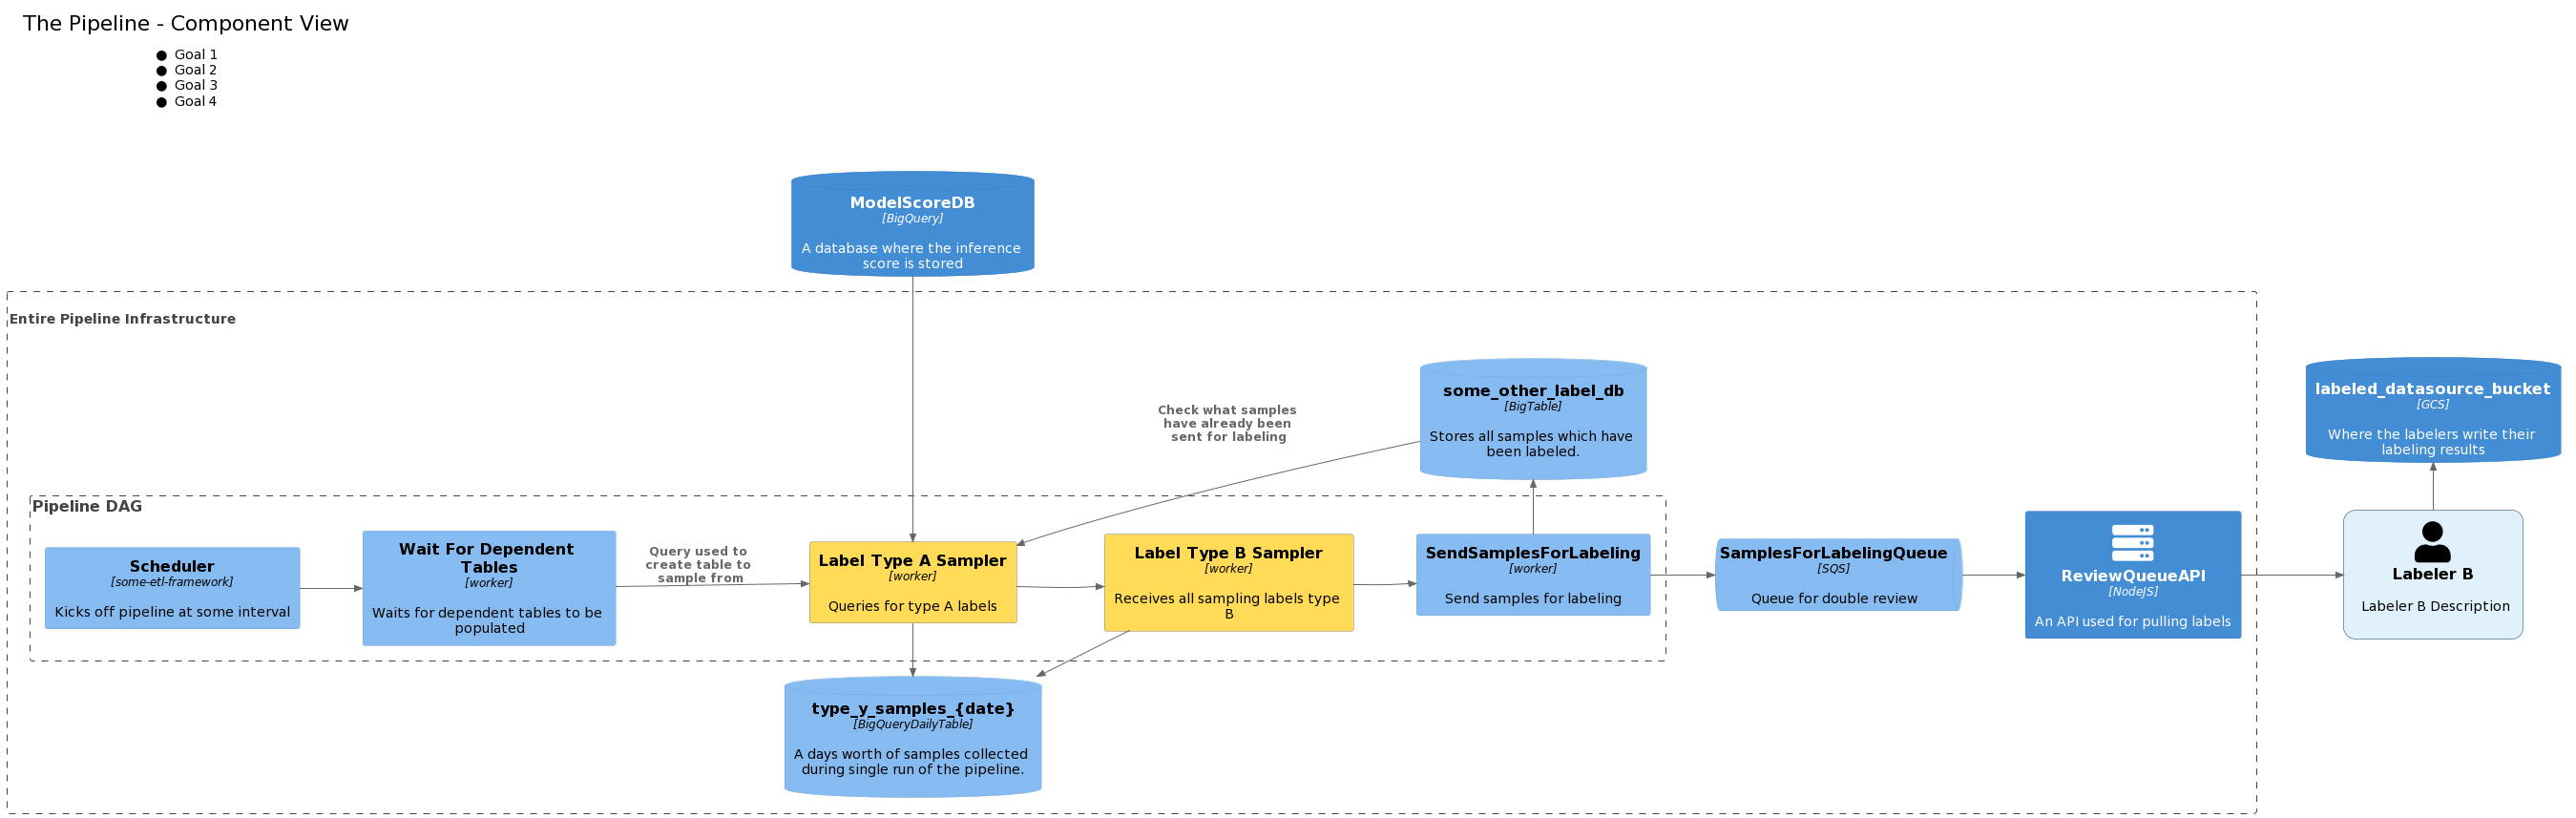 The Pipeline - Component View
Goal 1
Goal 2
Goal 3
Goal 4
ModelScoreDB
[BigQuery]
A database where the inference
score is stored
Entire Pipeline Infrastructure
some_other_label_db
[BigTable]
Stores all samples which have
been labeled.
Check what samples
have already been
sent for labeling
labeled_datasource_bucket
[GCS]
Where the labelers write their
labeling results
Pipeline DAG
Scheduler
[some-etl-framework]
Kicks off pipeline at some interval
Wait For Dependent
Tables
[worker]
Waits for dependent tables to be
populated
Query used to
create table to
sample from
Label Type A Sampler
[worker]
Queries for type A labels
Label Type B Sampler
[worker]
Receives all sampling labels type
B
SendSamplesForLabeling
[worker]
Send samples for labeling
SamplesForLabelingQueue
[SQS]
Queue for double review
ReviewQueueAPI
[NodeJS]
An API used for pulling labels
Labeler B
Labeler B Description
type_y_samples_{date}
[BigQueryDailyTable]
A days worth of samples collected
during single run of the pipeline.